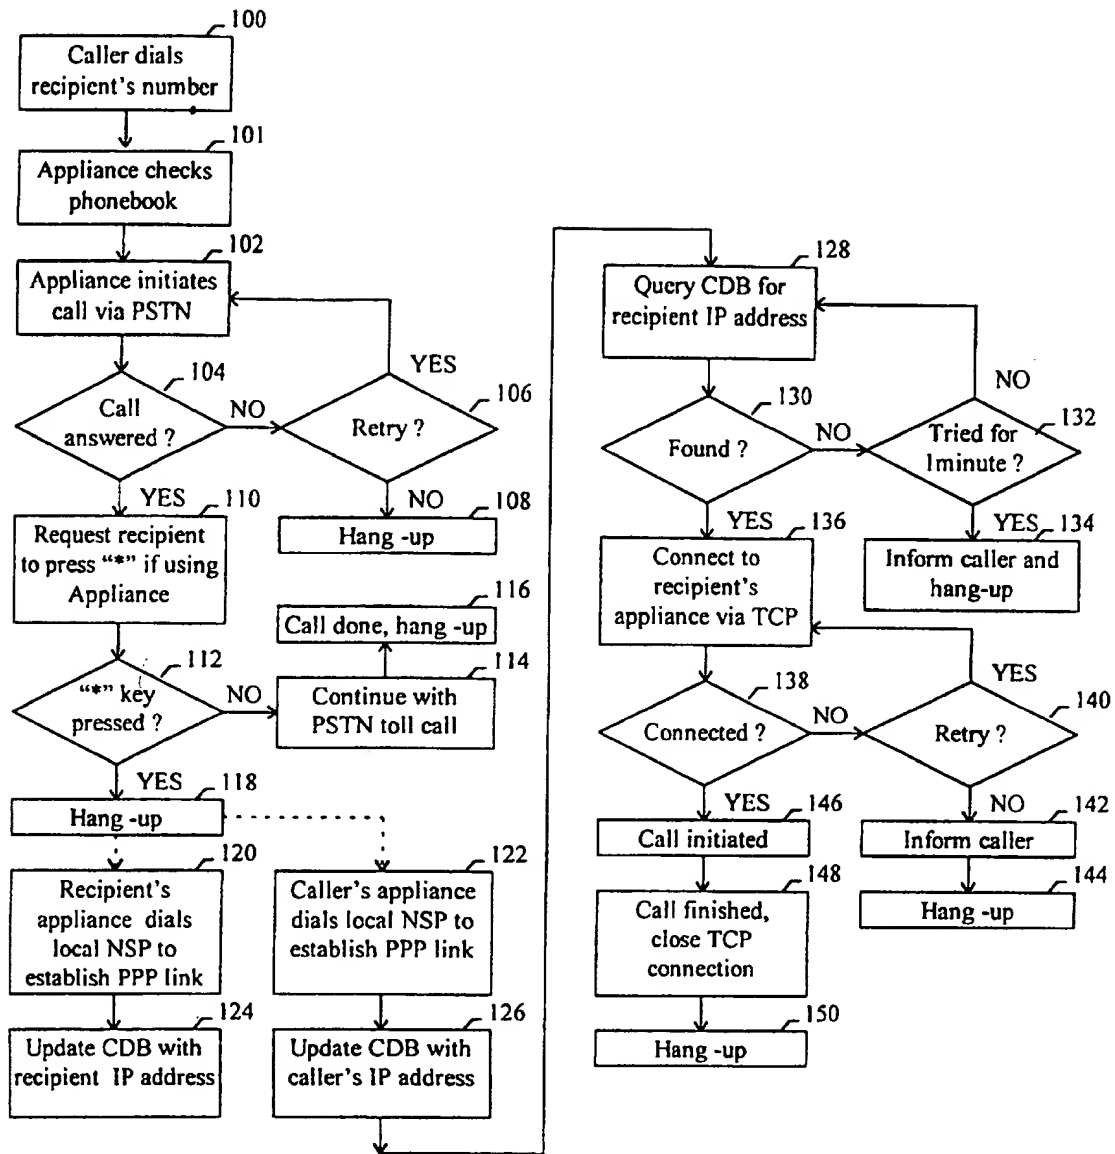 100
Caller dials
recipient's number
101
Appliance checks
phonebook
102
Appliance initiates
call via PSTN
YES
104
Call
answered ?
NO
106
Retry ?
NO
108
Hang -up
YES
110
Request recipient
to press “*” if using
Appliance
116
Call done, hang -up
112
“*” key
pressed ?
NO
114
Continue with
PSTN toll call
YES
118
Hang -up
120
Recipient's
appliance dials
local NSP to
establish PPP link
122
Caller's appliance
dials local NSP to
establish PPP link
124
Update CDB with
recipient IP address
126
Update CDB with
caller's IP address
128
Query CDB for
recipient IP address
NO
130
Found ?
NO
132
Tried for
1minute ?
YES
134
Inform caller and
hang-up
YES
136
Connect to
recipient's
appliance via TCP
YES
138
Connected ?
NO
140
Retry ?
NO
142
Inform caller
144
Hang -up
YES
146
Call initiated
148
Call finished,
close TCP
connection
150
Hang -up